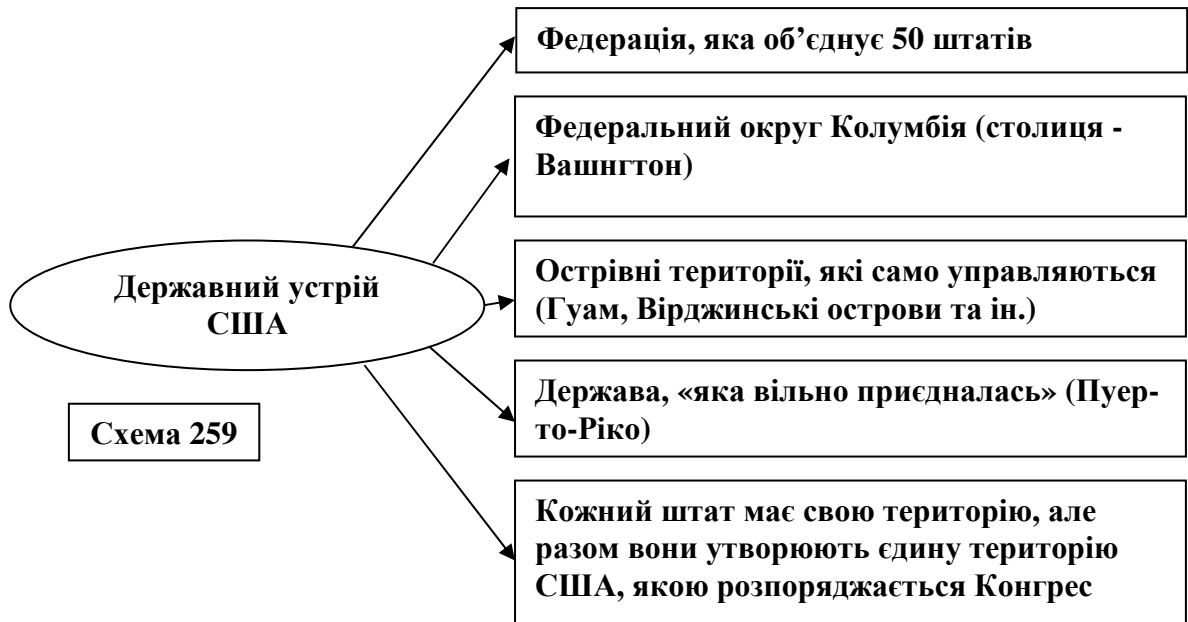 Федерація, яка об’єднує 50 штатів
Федеральний округ Колумбія (столиця -
Вашнгтон)
Державний устрій
США
Острівні території, які само управляються
(Гуам, Вірджинські острови та ін.)
Держава, «яка вільно приєдналась» (Пуер-
то-Ріко)
Схема 259
Кожний штат має свою територію, але
разом вони утворюють єдину територію
США, якою розпоряджається Конгрес